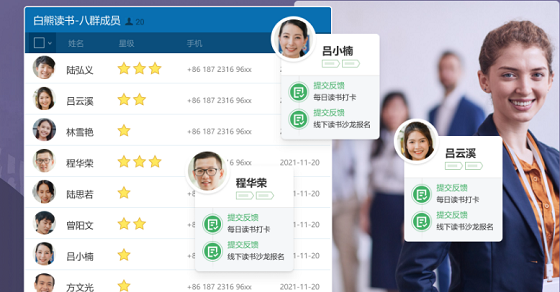 白熊读书-八群成员 20
姓名 星级 手机
陆弘义 +86 187 2316 96xx
吕云溪 +86 187 2316 96xx
林雪艳 +86 187 2316 96xx
程华荣 +86 187 2316 96xx 2021-11-20
陆思若 2021-11-20
曾阳文 2021-11-20
吕小楠 2021-11-20
方文光 +86 187 2316 96xx 2021-11-20
吕小楠
提交反馈
每日读书打卡
提交反馈
线下读书沙龙报名
程华荣
提交反馈
每日读书打卡
提交反馈
线下读书沙龙报名
吕云溪
提交反馈
每日读书打卡
提交反馈
线下读书沙龙报名